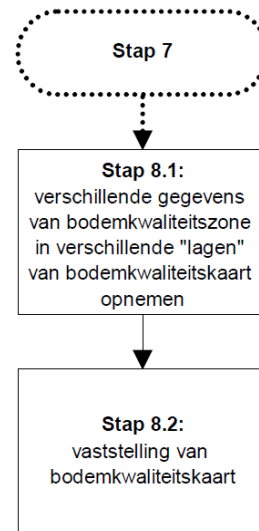 Stap 7
Stap 8.1:
verschillende gegevens
van bodemkwaliteitszone
in verschillende "lagen"
van bodemkwaliteitskaart
opnemen
Stap 8.2:
vaststelling van
bodemkwaliteitskaart